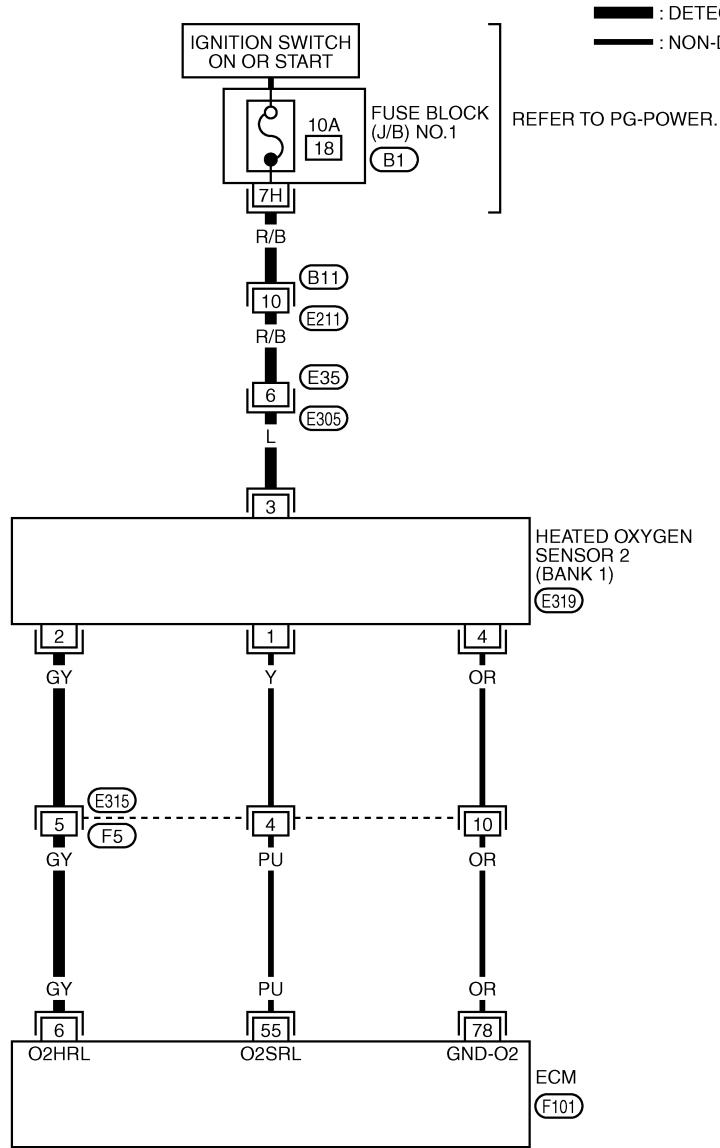 : DETEC
: NON-D
IGNITION SWITCH
ON OR START
FUSE BLOCK
(J/B) NO.1
B1
10A
18
REFER TO PG-POWER.
7H
R/B
B11
10
E211
R/B
E35
6
E305
L
3
HEATED OXYGEN
SENSOR 2
(BANK 1)
E319
2
1
4
GY
Y
OR
E315
5
4
10
F5
GY
PU
OR
GY
PU
OR
6
55
78
O2HRL
O2SRL
GND-O2
ECM
F101